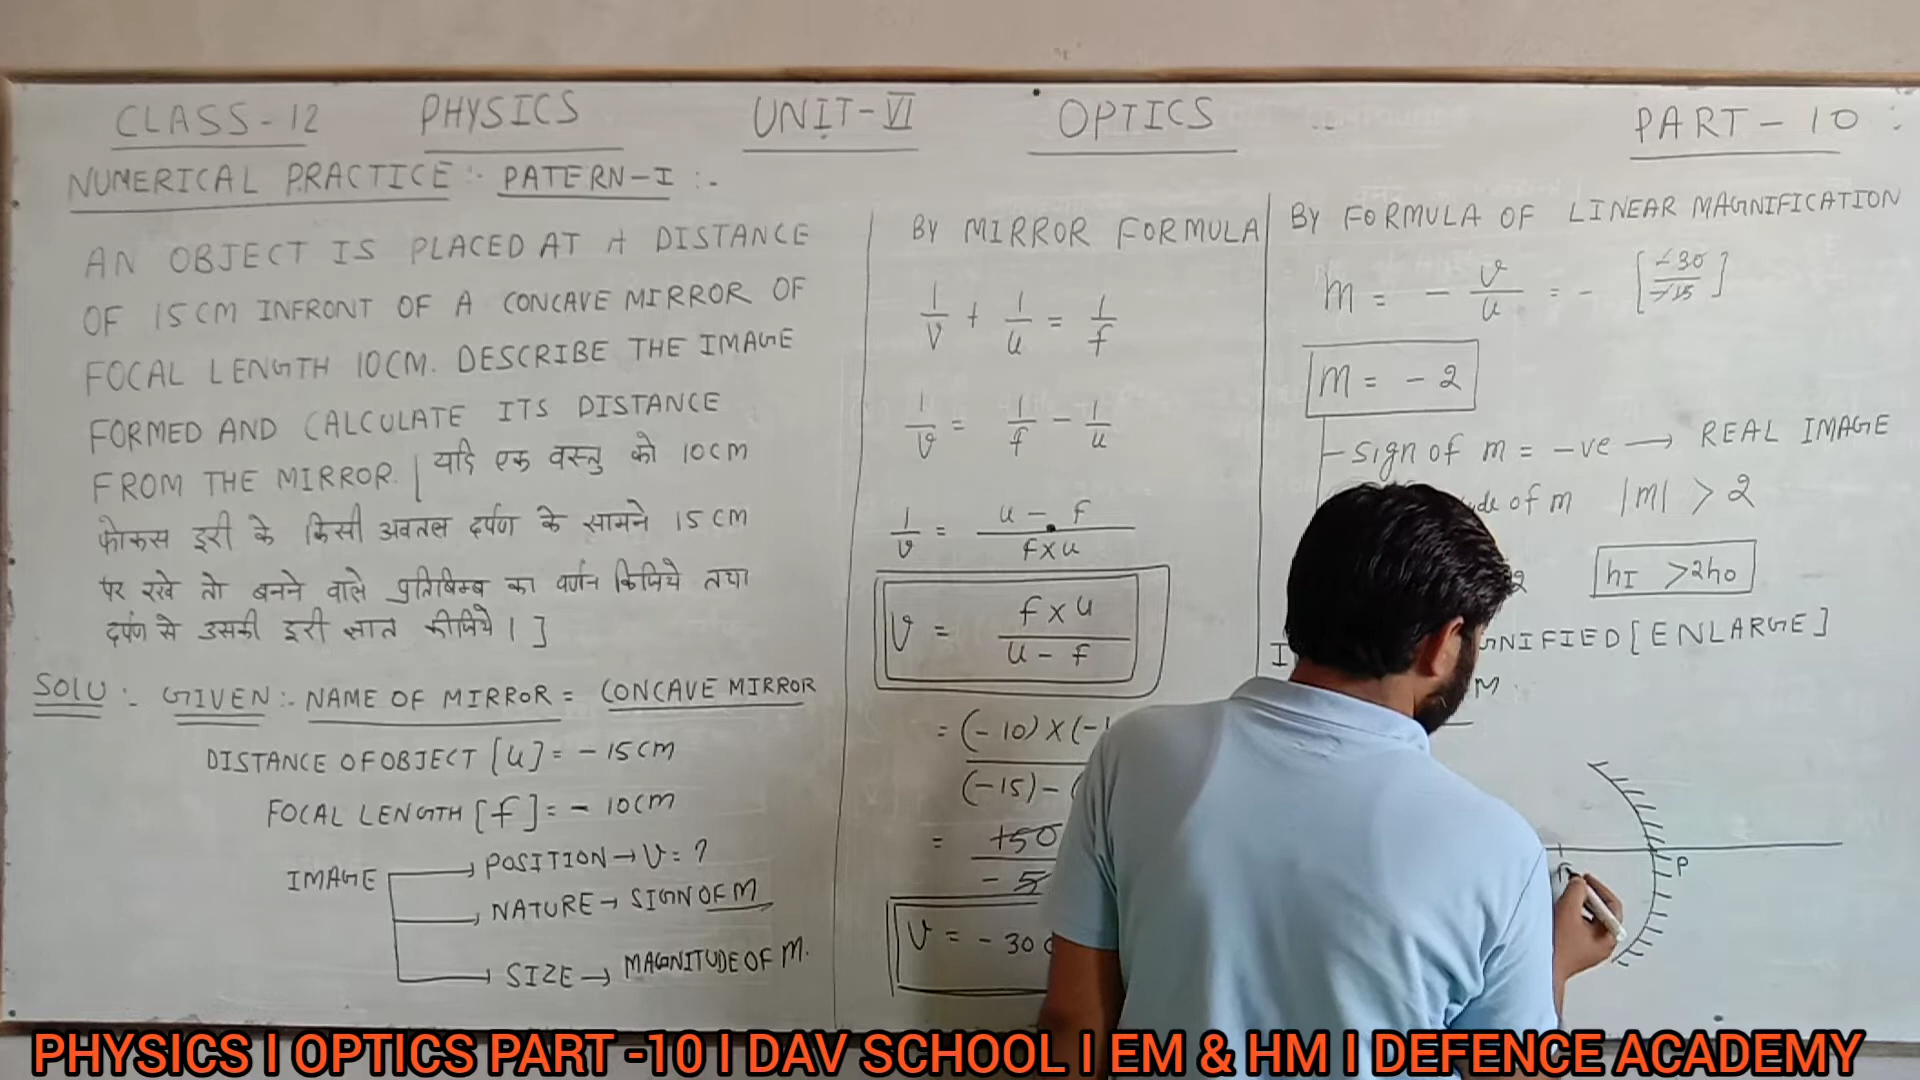 CLASS-12 PHYSICS UNIT-VI OPTICS PART-10
NUMERICAL PRACTICE:- PATERN-I :-
AN OBJECT IS PLACED AT A DISTANCE
OF 15CM INFRONT OF A CONCAVE MIRROR OF
FOCAL LENGTH 10CM. DESCRIBE THE IMAGE
FORMED AND CALCULATE ITS DISTANCE
FROM THE MIRROR. [यदि एक वस्तु को 10CM
फोकस दूरी के किसी अवतल दर्पण के सामने 15CM
पर रखे तो बनने वाले प्रतिबिम्ब का वर्णन किजिये तथा
दर्पण से उसकी दूरी ज्ञात कीजिये।]
SOLU:- GIVEN:- NAME OF MIRROR = CONCAVE MIRROR
DISTANCE OF OBJECT [u] = -15CM
FOCAL LENGTH [f] = -10CM
IMAGE → POSITION → v = ?
→ NATURE → SIGN OF M
→ SIZE → MAGNITUDE OF M.
BY MIRROR FORMULA
1/v + 1/u = 1/f
1/v = 1/f - 1/u
1/v = u - f / f x u
v = f x u / u - f
= (-10) x (-1
(-15) - (
= +50
- 5
v = -30
BY FORMULA OF LINEAR MAGNIFICATION
m = - v/u = - [-30/-15]
m = -2
- sign of m = -ve → REAL IMAGE
de of m |m| > 2
2 hI > 2ho
GNIFIED [ENLARGE]
M.
P
PHYSICS I OPTICS PART -10 I DAV SCHOOL I EM & HM I DEFENCE ACADEMY